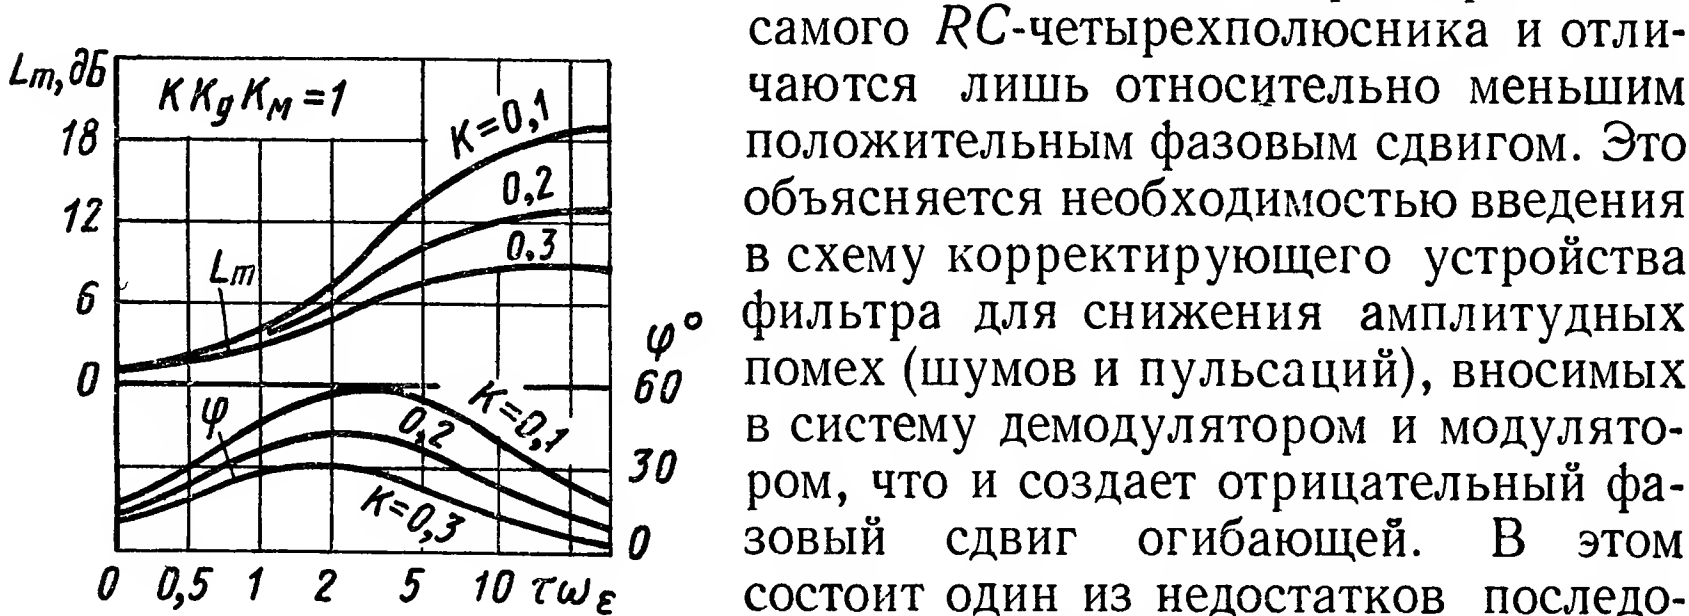 Lm, дБ
KKдKм=1
18
12
6
0
K=0,1
0,2
0,3
Lm
φ°
60
30
0
φ
K=0,1
0,2
K=0,3
0 0,5 1 2 5 10 τωε
самого RC-четырехполюсника и отли-
чаются лишь относительно меньшим
положительным фазовым сдвигом. Это
объясняется необходимостью введения
в схему корректирующего устройства
фильтра для снижения амплитудных
помех (шумов и пульсаций), вносимых
в систему демодулятором и модулято-
ром, что и создает отрицательный фа-
зовый сдвиг огибающей. В этом
состоит один из недостатков последо-